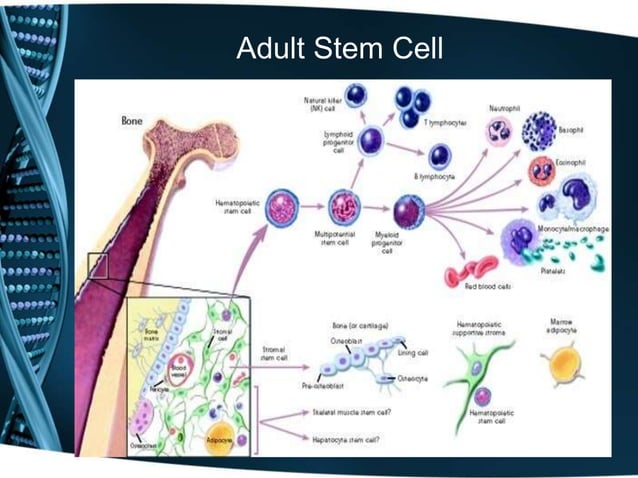 Adult Stem Cell
Bone
Natural killer
(NK) cell
T lymphocytes
Lymphoid
progenitor
cell
B lymphocyte
Neutrophil
Basophil
Eosinophil
Monocyte/macrophage
Platelets
Red blood cells
Hematopoietic
stem cell
Multipotential
stem cell
Myeloid
progenitor
cell
Bone
matrix
Stromal
cell
Blood
vessel
Pericyte
Osteoclast
Adipocyte
Stromal
stem cell
Bone (or cartilage)
Osteoblast
Lining cell
Pre-osteoblast
Osteocyte
Skeletal muscle stem cell?
Hepatocyte stem cell?
Hematopoietic
supportive stroma
Hematopoietic
stem cell
Marrow
adipocyte